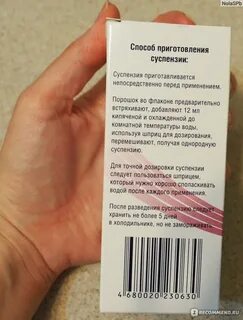 NolaSPb
Способ приготовления
суспензии:
Суспензия приготавливается
непосредственно перед применением.
Порошок во флаконе предварительно
встряхивают, добавляют 12 мл
кипяченой и охлажденной до
комнатной температуры воды,
используя шприц для дозирования,
перемешивают, получая однородную
суспензию.
Для точной дозировки суспензии
следует пользоваться шприцем,
который нужно хорошо споласкивать
водой после каждого применения.
После разведения суспензию следует
хранить не более 5 дней
в холодильнике, но не замораживать.
4 680020 230630
RECOMMEND.RU